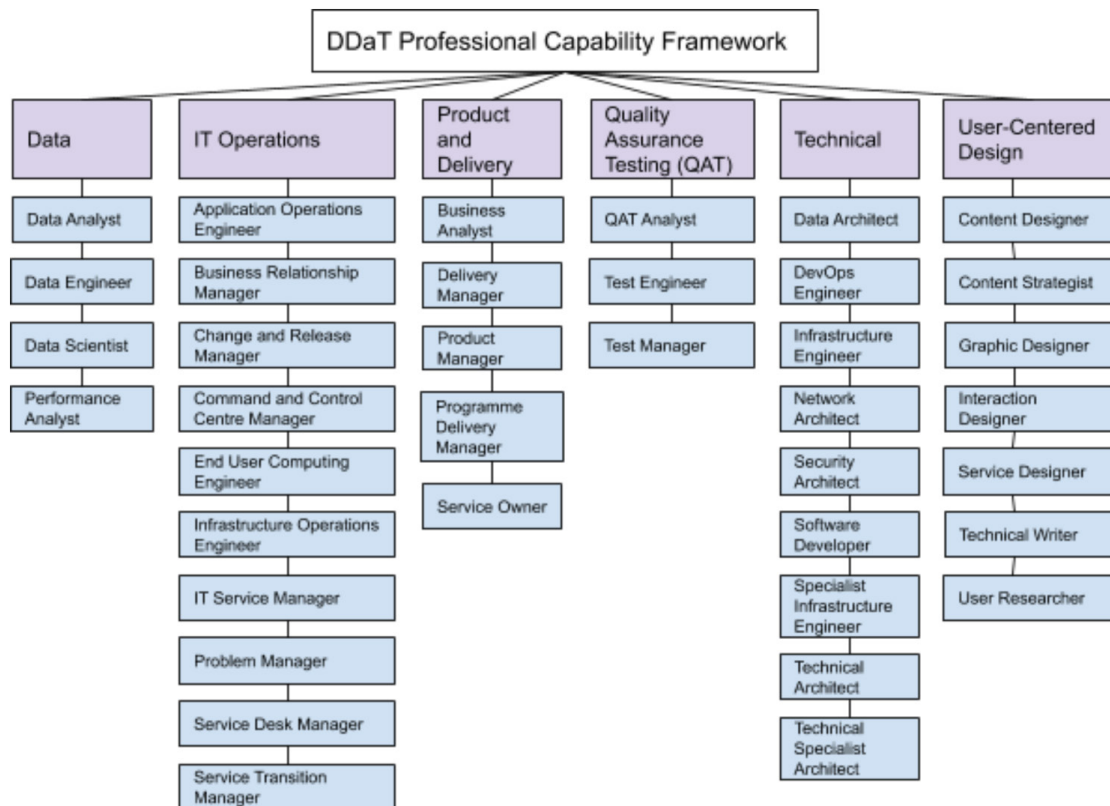 DDaT Professional Capability Framework
Data
IT Operations
Product
and
Delivery
Quality
Assurance
Testing (QAT)
Technical
User-Centered
Design
Data Analyst
Data Engineer
Data Scientist
Performance
Analyst
Application Operations
Engineer
Business Relationship
Manager
Change and Release
Manager
Command and Control
Centre Manager
End User Computing
Engineer
Infrastructure Operations
Engineer
IT Service Manager
Problem Manager
Service Desk Manager
Service Transition
Manager
Business
Analyst
Delivery
Manager
Product
Manager
Programme
Delivery
Manager
Service Owner
QAT Analyst
Test Engineer
Test Manager
Data Architect
DevOps
Engineer
Infrastructure
Engineer
Network
Architect
Security
Architect
Software
Developer
Specialist
Infrastructure
Engineer
Technical
Architect
Technical
Specialist
Architect
Content Designer
Content Strategist
Graphic Designer
Interaction
Designer
Service Designer
Technical Writer
User Researcher